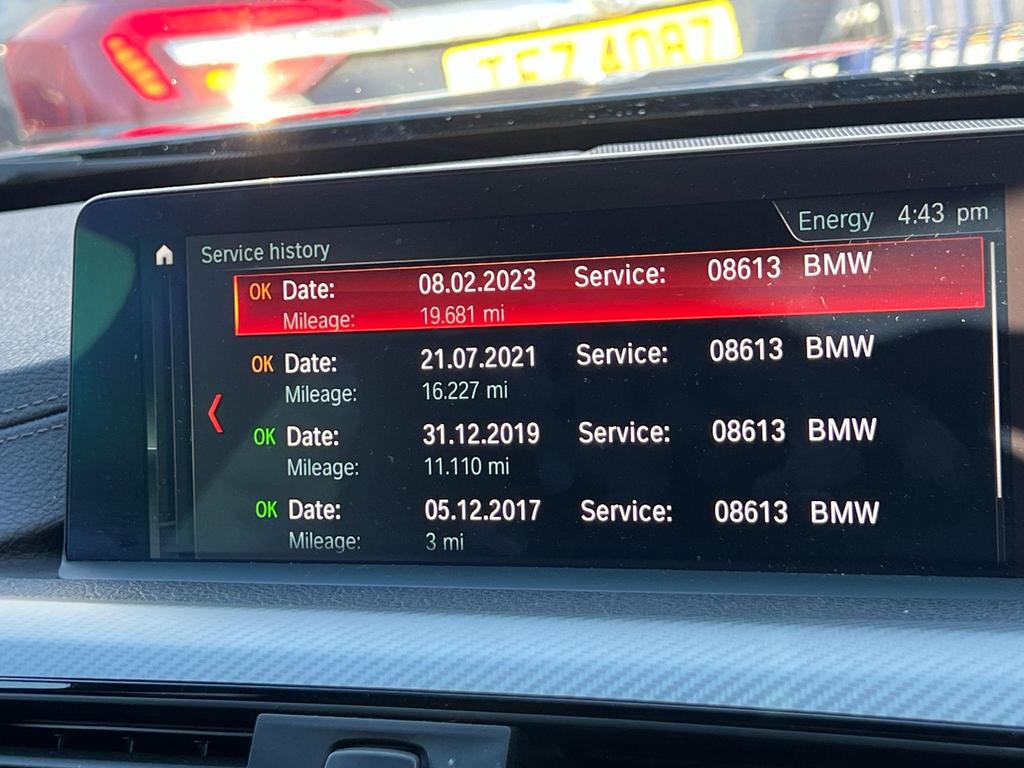 TEZ 4087
Energy 4:43 pm
Service history
OK Date: 08.02.2023 Service: 08613 BMW
Mileage: 19.681 mi
OK Date: 21.07.2021 Service: 08613 BMW
Mileage: 16.227 mi
OK Date: 31.12.2019 Service: 08613 BMW
Mileage: 11.110 mi
OK Date: 05.12.2017 Service: 08613 BMW
Mileage: 3 mi